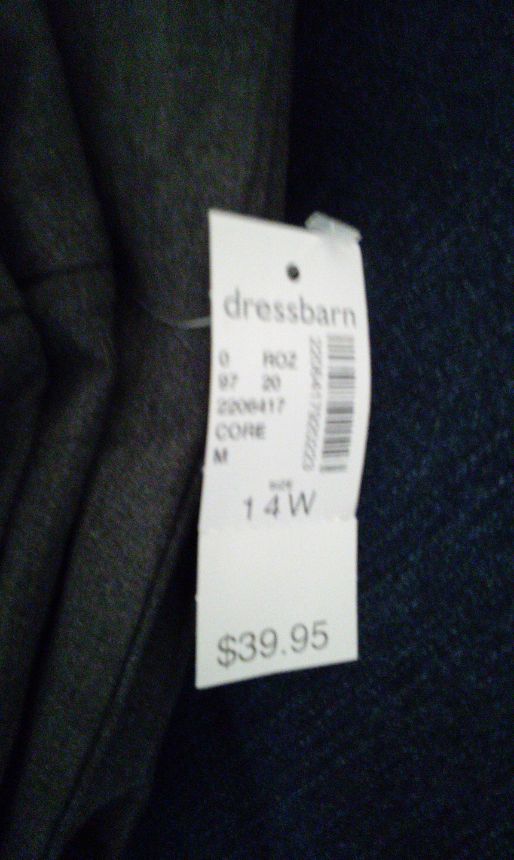 dressbarn
0 ROZ
97 20
2206417
CORE
M
SIZE
14W
$39.95